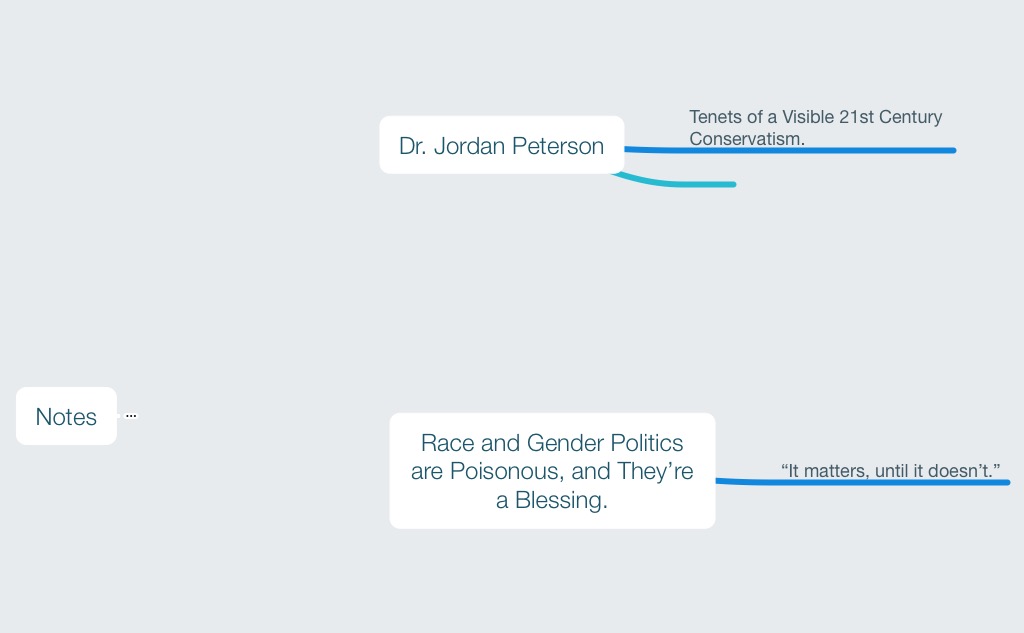 Tenets of a Visible 21st Century
Conservatism.
Dr. Jordan Peterson
Notes
...
Race and Gender Politics
are Poisonous, and They’re
a Blessing.
“It matters, until it doesn’t.”